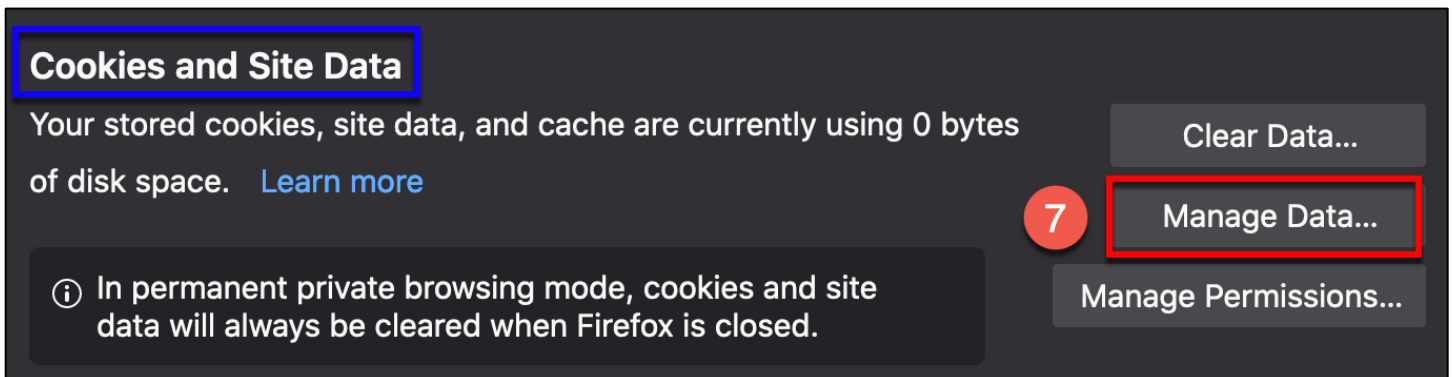 Cookies and Site Data
Your stored cookies, site data, and cache are currently using 0 bytes
of disk space. Learn more
Clear Data...
7
Manage Data...
Manage Permissions...
In permanent private browsing mode, cookies and site
data will always be cleared when Firefox is closed.